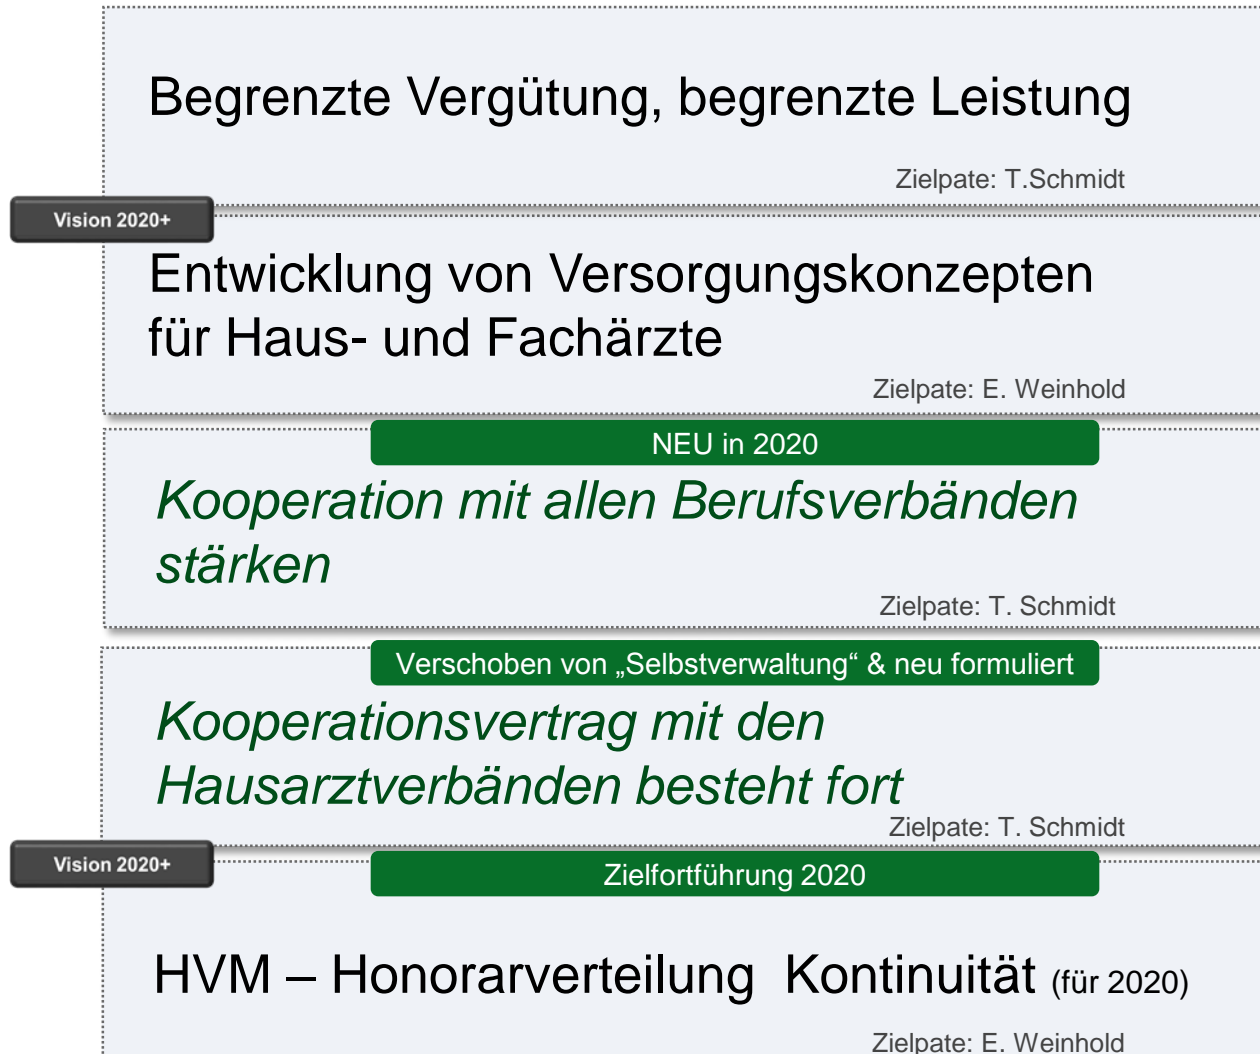 Begrenzte Vergütung, begrenzte Leistung
Zielpate: T.Schmidt
Vision 2020+
Entwicklung von Versorgungskonzepten
für Haus- und Fachärzte
Zielpate: E. Weinhold
NEU in 2020
Kooperation mit allen Berufsverbänden
stärken
Zielpate: T. Schmidt
Verschoben von „Selbstverwaltung“ & neu formuliert
Kooperationsvertrag mit den
Hausarztverbänden besteht fort
Zielpate: T. Schmidt
Vision 2020+
Zielfortführung 2020
HVM – Honorarverteilung Kontinuität (für 2020)
Zielpate: E. Weinhold